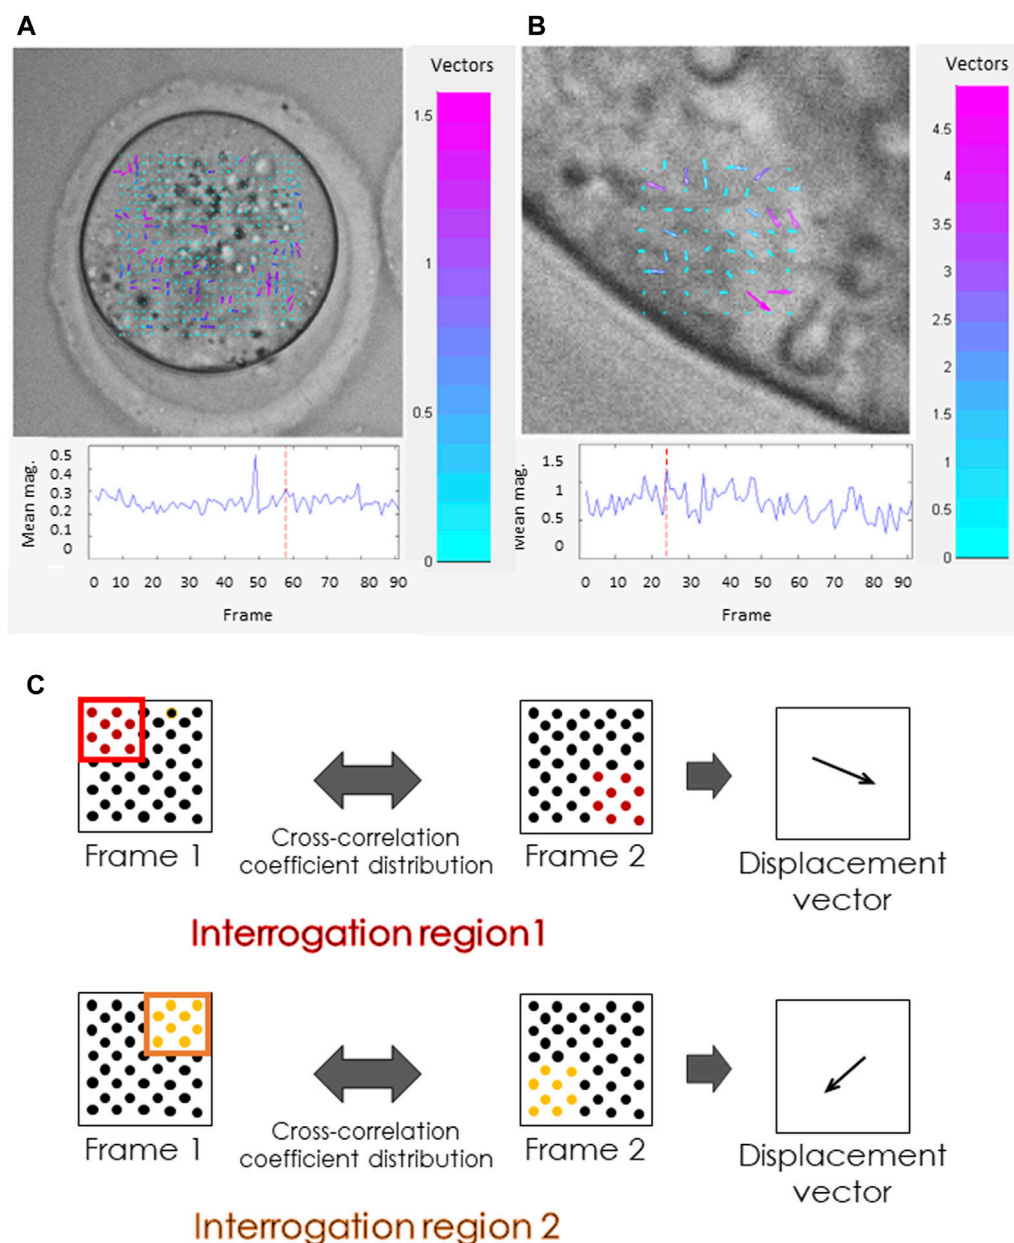 A
Vectors
1.5
1
0.5
0
Mean mag.
0.5
0.3
0.2
0.1
0
0 10 20 30 40 50 60 70 80 90
Frame
B
Vectors
4.5
4
3.5
3
2.5
2
1.5
1
0.5
0
Mean mag.
1.5
1
0.5
0
0 10 20 30 40 50 60 70 80 90
Frame
C
Frame 1
Cross-correlation
coefficient distribution
Frame 2
Displacement
vector
Interrogation region1
Frame 1
Cross-correlation
coefficient distribution
Frame 2
Displacement
vector
Interrogation region 2